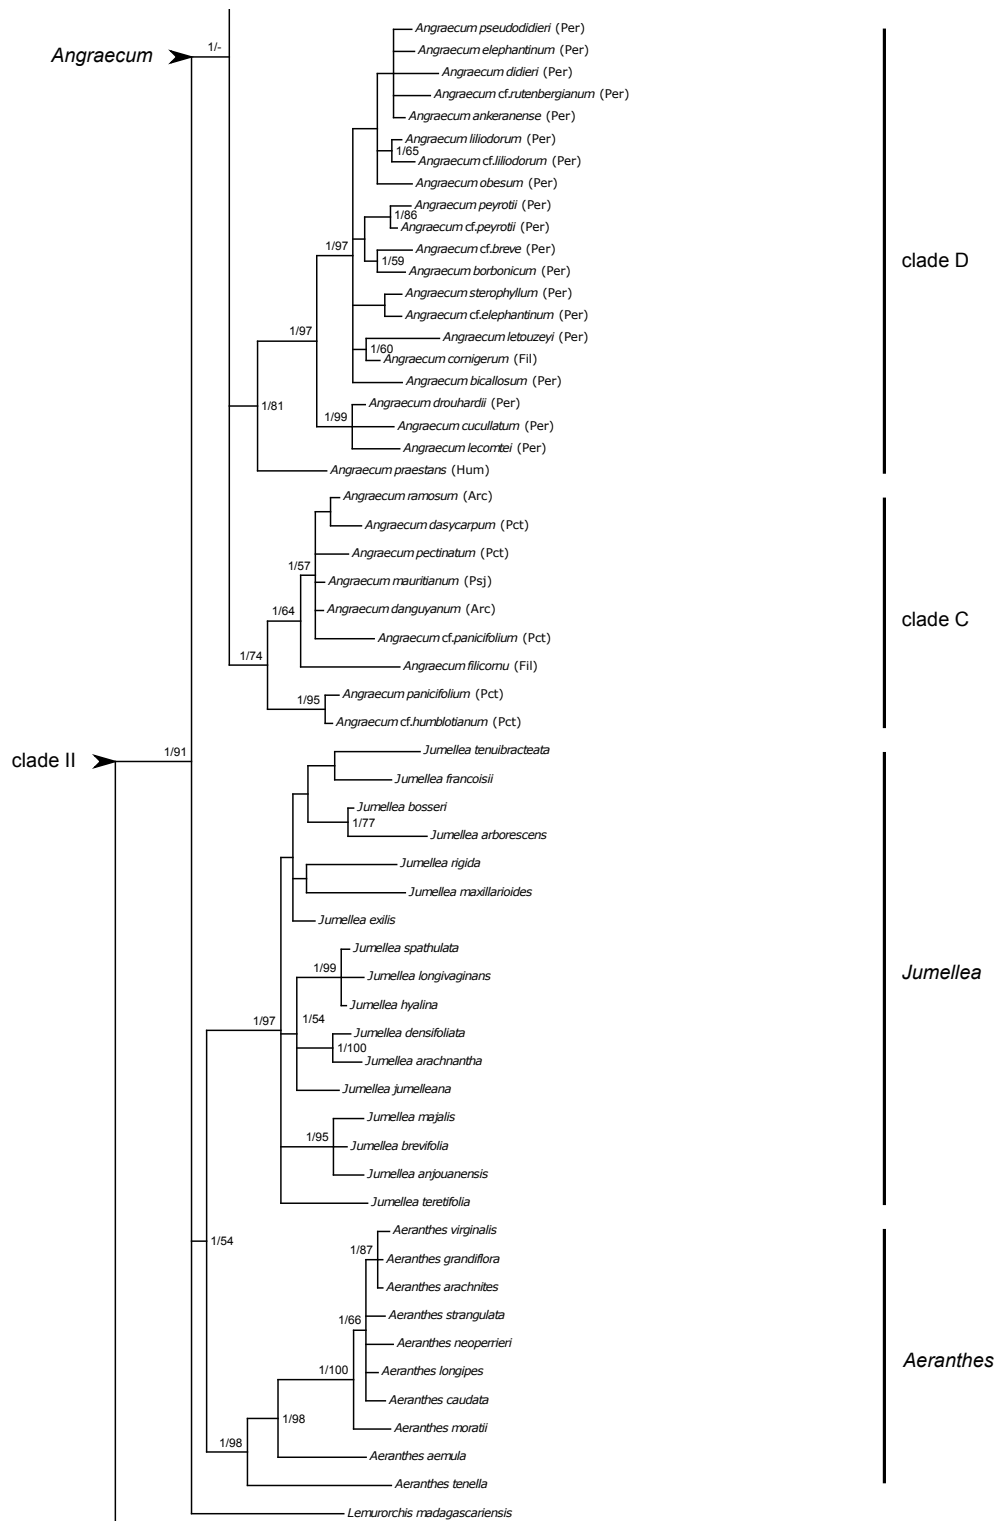 Angraecum
1/-
Angraecum pseudodidieri (Per)
Angraecum elephantinum (Per)
Angraecum didieri (Per)
Angraecum cf.rutenbergianum (Per)
Angraecum ankeranense (Per)
Angraecum liliodorum (Per)
1/65
Angraecum cf.liliodorum (Per)
Angraecum obesum (Per)
Angraecum peyrotii (Per)
1/86
Angraecum cf.peyrotii (Per)
1/97
Angraecum cf.breve (Per)
1/59
Angraecum borbonicum (Per)
clade D
Angraecum sterophyllum (Per)
Angraecum cf.elephantinum (Per)
1/97
Angraecum letouzeyi (Per)
1/60
Angraecum cornigerum (Fil)
Angraecum bicallosum (Per)
1/81
Angraecum drouhardii (Per)
1/99
Angraecum cucullatum (Per)
Angraecum lecomtei (Per)
Angraecum praestans (Hum)
Angraecum ramosum (Arc)
Angraecum dasycarpum (Pct)
Angraecum pectinatum (Pct)
1/57
Angraecum mauritianum (Psj)
Angraecum danguyanum (Arc)
1/64
clade C
Angraecum cf.panicifolium (Pct)
1/74
Angraecum filicornu (Fil)
Angraecum panicifolium (Pct)
1/95
Angraecum cf.humblotianum (Pct)
1/91
clade II
Jumellea tenuibracteata
Jumellea francoisii
Jumellea bosseri
1/77
Jumellea arborescens
Jumellea rigida
Jumellea maxillarioides
Jumellea exilis
Jumellea spathulata
1/99
Jumellea
Jumellea longivaginans
Jumellea hyalina
1/97
1/54
Jumellea densifoliata
1/100
Jumellea arachnantha
Jumellea jumelleana
Jumellea majalis
1/95
Jumellea brevifolia
Jumellea anjouanensis
Jumellea teretifolia
1/54
Aeranthes virginalis
1/87
Aeranthes grandiflora
Aeranthes arachnites
Aeranthes strangulata
1/66
Aeranthes neoperrieri
Aeranthes
1/100
Aeranthes longipes
Aeranthes caudata
1/98
Aeranthes moratii
1/98
Aeranthes aemula
Aeranthes tenella
Lemurorchis madagascariensis